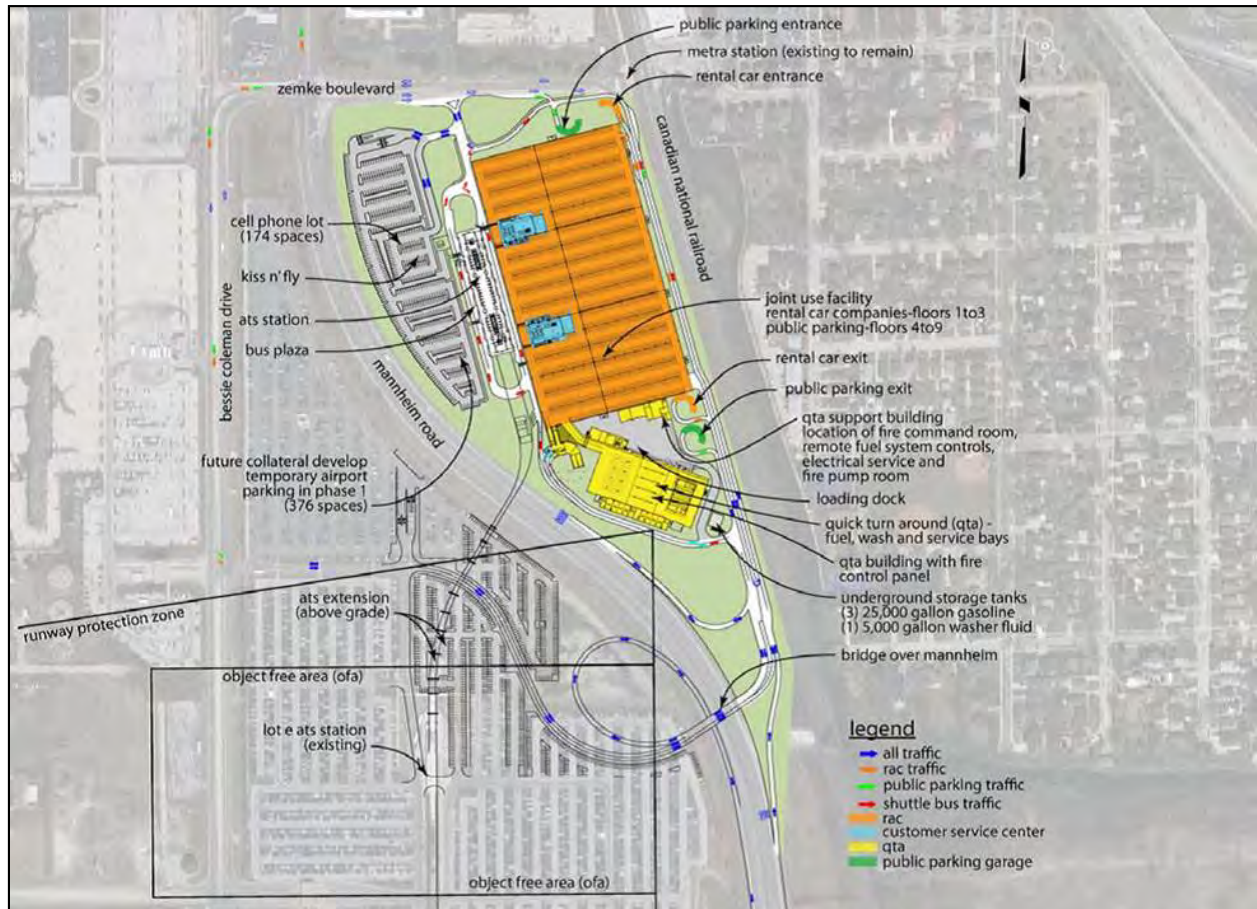 public parking entrance
metra station (existing to remain)
rental car entrance
zemke boulevard
canadian national railroad
cell phone lot
(174 spaces)
kiss n' fly
ats station
bus plaza
bessie coleman drive
mannheim road
joint use facility
rental car companies-floors 1to3
public parking-floors 4to9
rental car exit
public parking exit
qta support building
location of fire command room,
remote fuel system controls,
electrical service and
fire pump room
future collateral develop
temporary airport
parking in phase 1
(376 spaces)
loading dock
quick turn around (qta) -
fuel, wash and service bays
qta building with fire
control panel
underground storage tanks
(3) 25,000 gallon gasoline
(1) 5,000 gallon washer fluid
ats extension
(above grade)
runway protection zone
bridge over mannheim
object free area (ofa)
lot e ats station
(existing)
object free area (ofa)
legend
all traffic
rac traffic
public parking traffic
shuttle bus traffic
rac
customer service center
qta
public parking garage